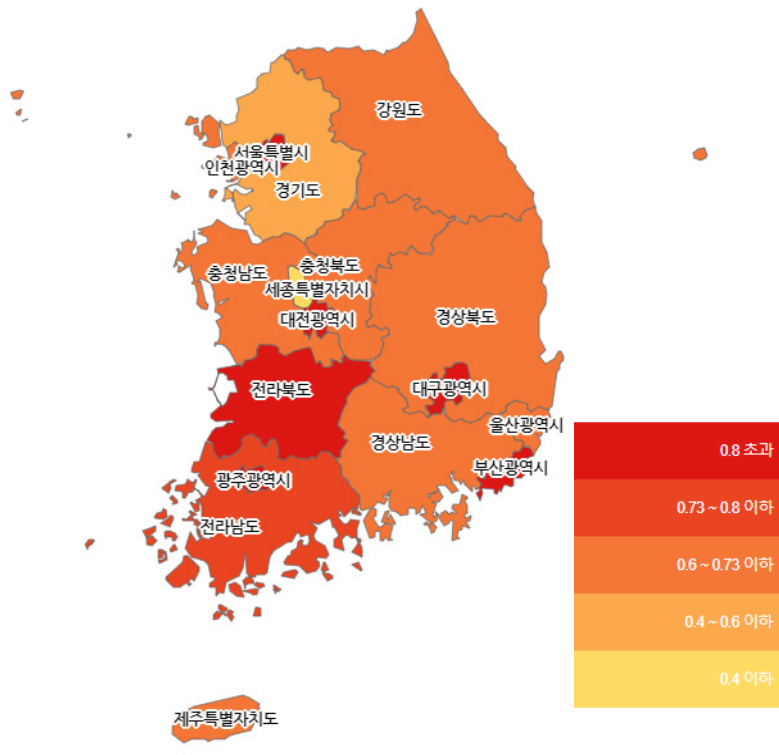 강원도
서울특별시
인천광역시
경기도
충청북도
충청남도
세종특별자치시
대전광역시
경상북도
전라북도
대구광역시
울산광역시
경상남도
부산광역시
광주광역시
전라남도
제주특별자치도
0.8 초과
0.73 ~ 0.8 이하
0.6 ~ 0.73 이하
0.4 ~ 0.6 이하
0.4 이하